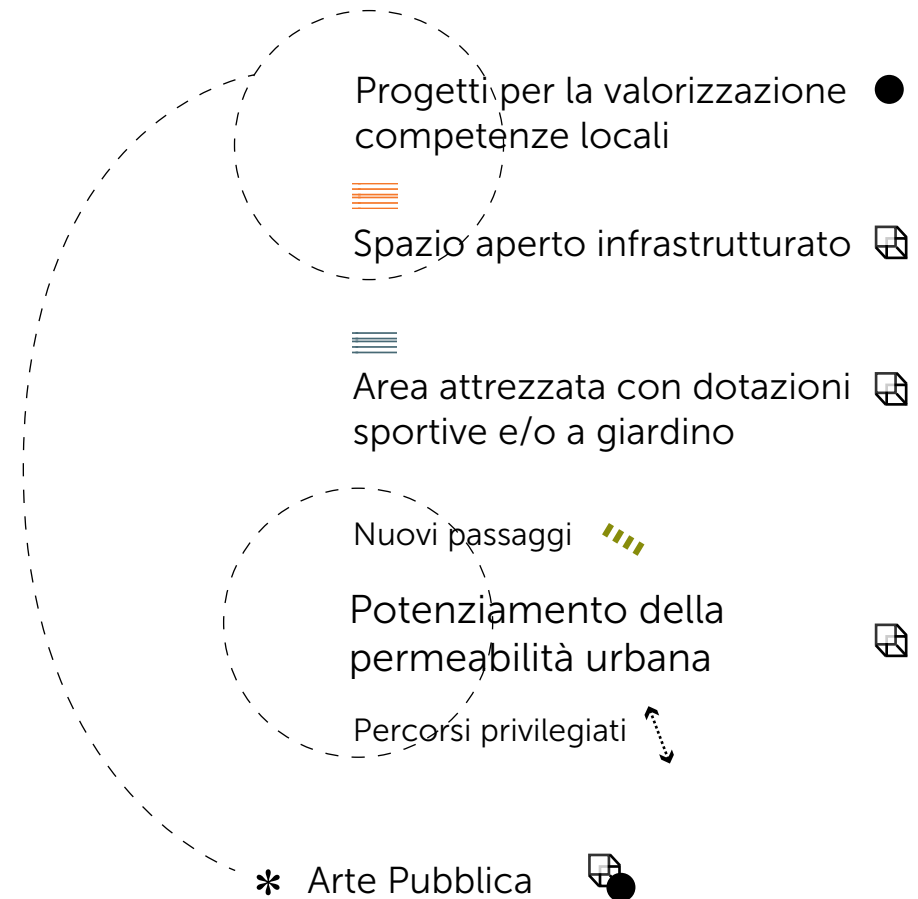 Progetti per la valorizzazione
competenze locali
Spazio aperto infrastrutturato
Area attrezzata con dotazioni
sportive e/o a giardino
Nuovi passaggi
Potenziamento della
permeabilità urbana
Percorsi privilegiati
* Arte Pubblica